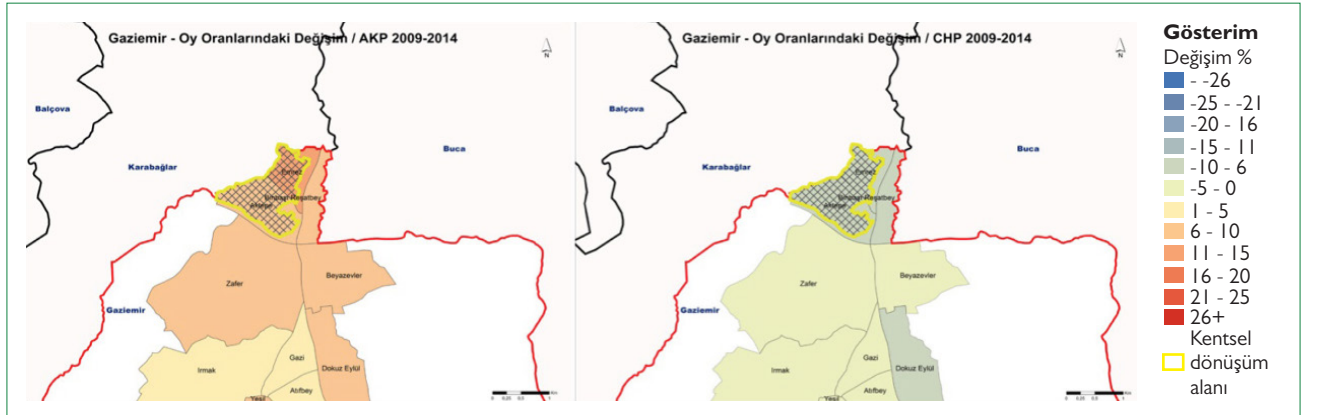 Gaziemir - Oy Oranlarındaki Değişim / AKP 2009-2014
N
Balçova
Karabağlar
Buca
Emrez
Zafer
Beyazevler
Gaziemir
Irmak
Gazi
Dokuz Eylül
Atıfbey
Yeşil
Gaziemir - Oy Oranlarındaki Değişim / CHP 2009-2014
N
Balçova
Karabağlar
Buca
Emrez
Zafer
Beyazevler
Gaziemir
Irmak
Gazi
Dokuz Eylül
Atıfbey
Gösterim
Değişim %
- -26
-25 - -21
-20 - 16
-15 - 11
-10 - 6
-5 - 0
1 - 5
6 - 10
11 - 15
16 - 20
21 - 25
26+
Kentsel
dönüşüm
alanı